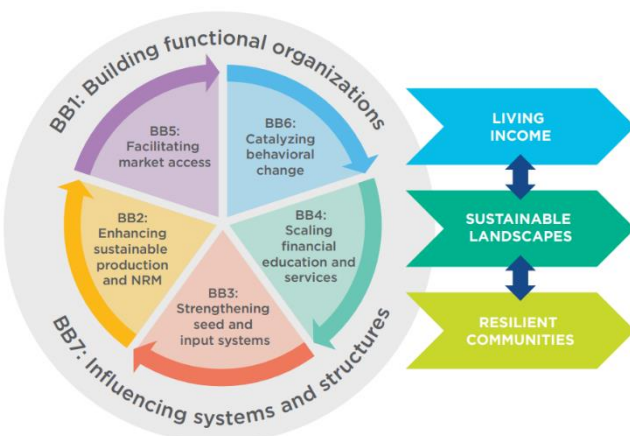 BB1: Building functional organizations
BB5:
Facilitating
market access
BB6:
Catalyzing
behavioral
change
BB2:
Enhancing
sustainable
production
and NRM
BB4:
Scaling
financial
education and
services
BB3:
Strengthening
seed and
input systems
BB7: Influencing systems and structures
LIVING
INCOME
SUSTAINABLE
LANDSCAPES
RESILIENT
COMMUNITIES